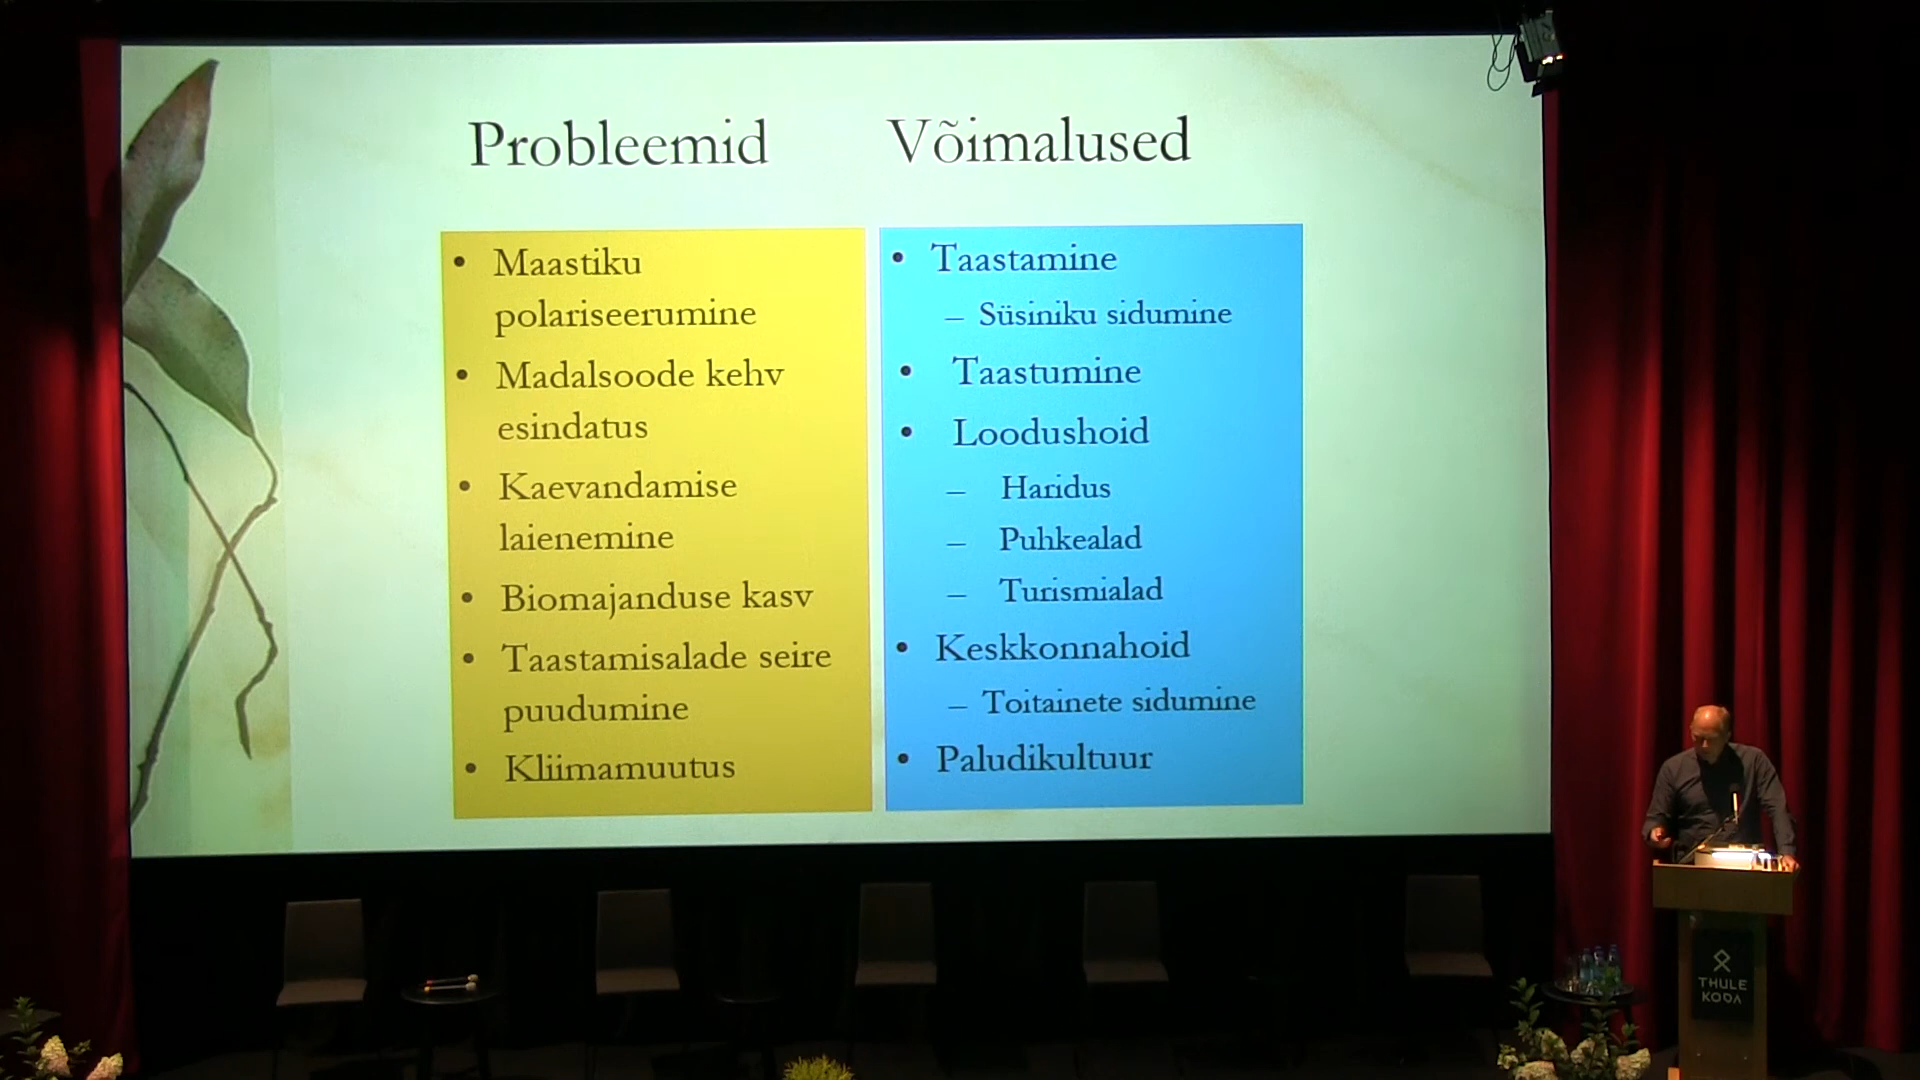 Probleemid
Võimalused
• Maastiku
polariseerumine
• Madalsoode kehv
esindatus
• Kaevandamise
laienemine
• Biomajanduse kasv
• Taastamisalade seire
puudumine
• Kliimamuutus
• Taastamine
– Süsiniku sidumine
• Taastumine
• Loodushoid
– Haridus
– Puhkealad
– Turismialad
• Keskkonnahoid
– Toitainete sidumine
• Paludikultuur
THULE
KODA